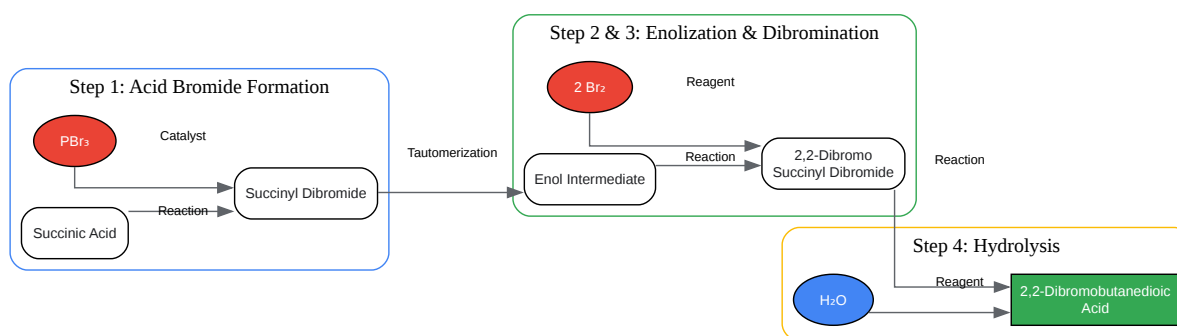 Step 1: Acid Bromide Formation
PBr₃
Catalyst
Succinic Acid
Reaction
Succinyl Dibromide
Tautomerization
Step 2 & 3: Enolization & Dibromination
2 Br₂
Reagent
Enol Intermediate
Reaction
2,2-Dibromo
Succinyl Dibromide
Reaction
Step 4: Hydrolysis
H₂O
Reagent
2,2-Dibromobutanedioic
Acid